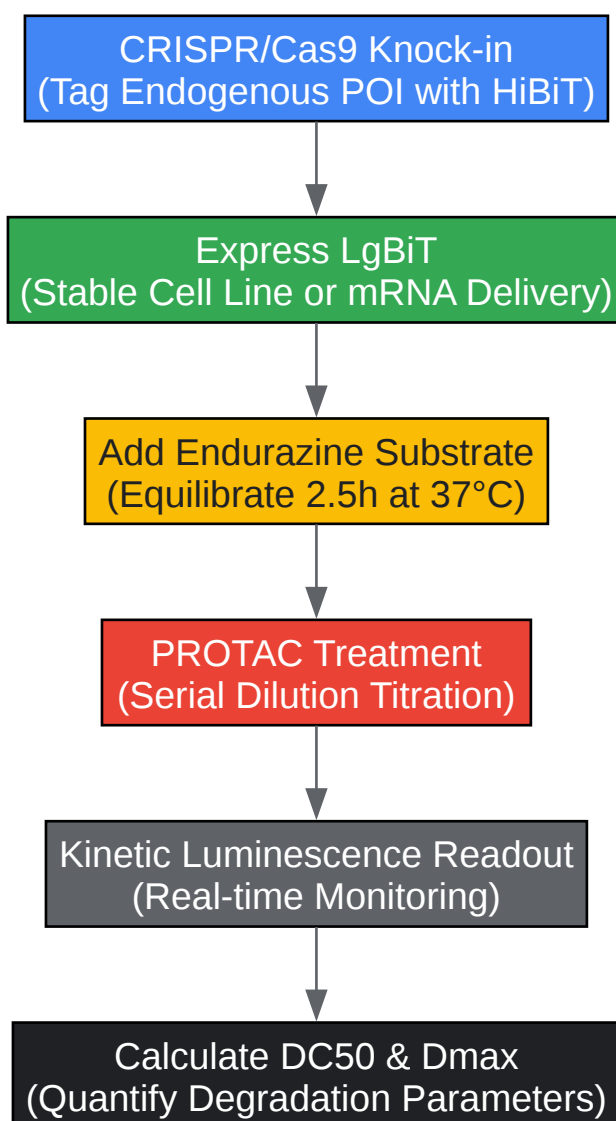 CRISPR/Cas9 Knock-in
(Tag Endogenous POI with HiBiT)
Express LgBiT
(Stable Cell Line or mRNA Delivery)
Add Endurazine Substrate
(Equilibrate 2.5h at 37°C)
PROTAC Treatment
(Serial Dilution Titration)
Kinetic Luminescence Readout
(Real-time Monitoring)
Calculate DC50 & Dmax
(Quantify Degradation Parameters)